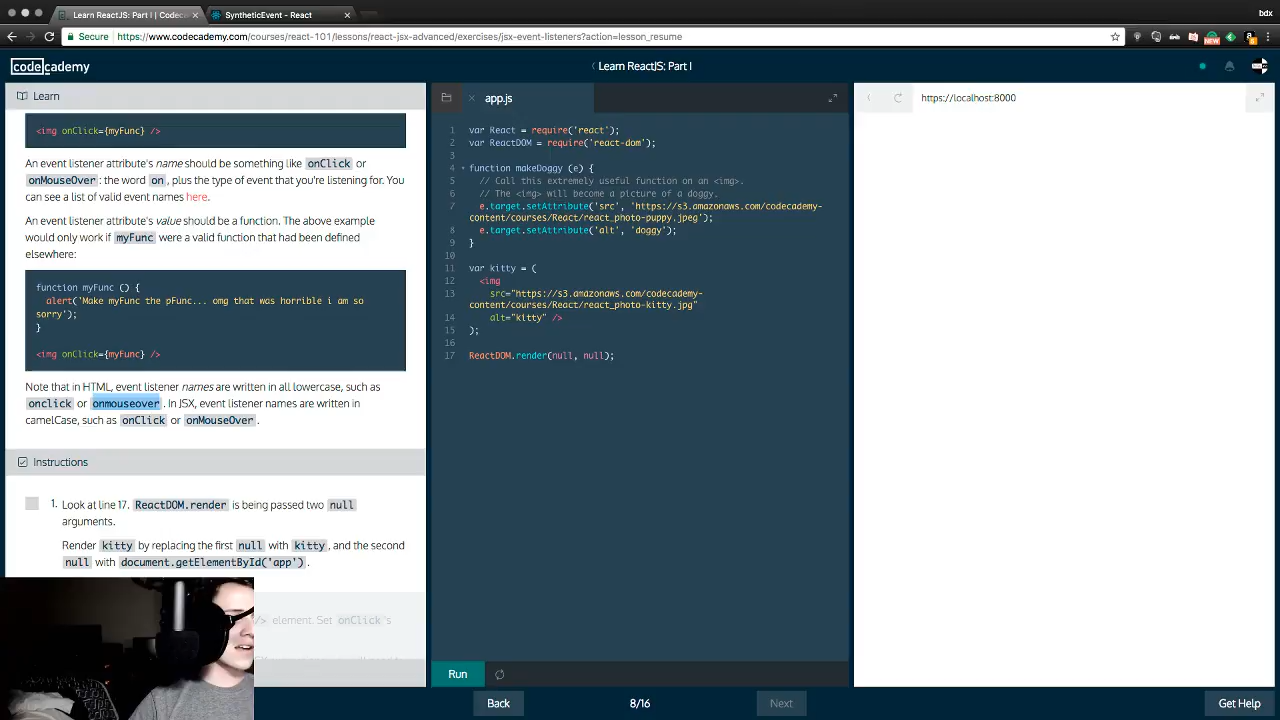 Learn ReactJS: Part I | Codec
SyntheticEvent - React
bdx
Secure
https://www.codecademy.com/courses/react-101/lessons/react-jsx-advanced/exercises/jsx-event-listeners?action=lesson_resume
codecademy
Learn ReactJS: Part I
Learn
<img onClick={myFunc} />
An event listener attribute's name should be something like onClick or
onMouseOver: the word on, plus the type of event that you're listening for. You
can see a list of valid event names here.
An event listener attribute's value should be a function. The above example
would only work if myFunc were a valid function that had been defined
elsewhere:
function myFunc () {
alert('Make myFunc the pFunc... omg that was horrible i am so
sorry');
}
<img onClick={myFunc} />
Note that in HTML, event listener names are written in all lowercase, such as
onclick or onmouseover. In JSX, event listener names are written in
camelCase, such as onClick or onMouseOver.
Instructions
1. Look at line 17. ReactDOM.render is being passed two null
arguments.
Render kitty by replacing the first null with kitty, and the second
null with document.getElementById('app').
/> element. Set onClick's
app.js
1 var React = require('react');
2 var ReactDOM = require('react-dom');
3
4 function makeDoggy (e) {
5 // Call this extremely useful function on an <img>.
6 // The <img> will become a picture of a doggy.
7 e.target.setAttribute('src', 'https://s3.amazonaws.com/codecademy-
content/courses/React/react_photo-puppy.jpeg');
8 e.target.setAttribute('alt', 'doggy');
9 }
10
11 var kitty = (
12 <img
13 src="https://s3.amazonaws.com/codecademy-
content/courses/React/react_photo-kitty.jpg"
14 alt="kitty" />
15 );
16
17 ReactDOM.render(null, null);
https://localhost:8000
Run
Back
8/16
Next
Get Help